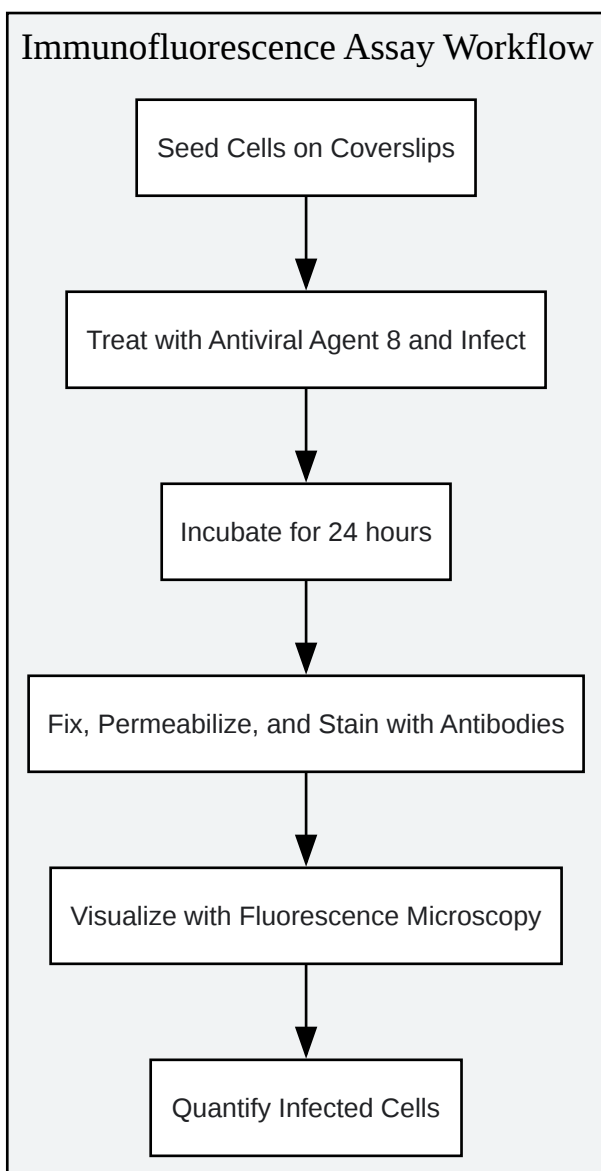 Immunofluorescence Assay Workflow
Seed Cells on Coverslips
Treat with Antiviral Agent 8 and Infect
Incubate for 24 hours
Fix, Permeabilize, and Stain with Antibodies
Visualize with Fluorescence Microscopy
Quantify Infected Cells